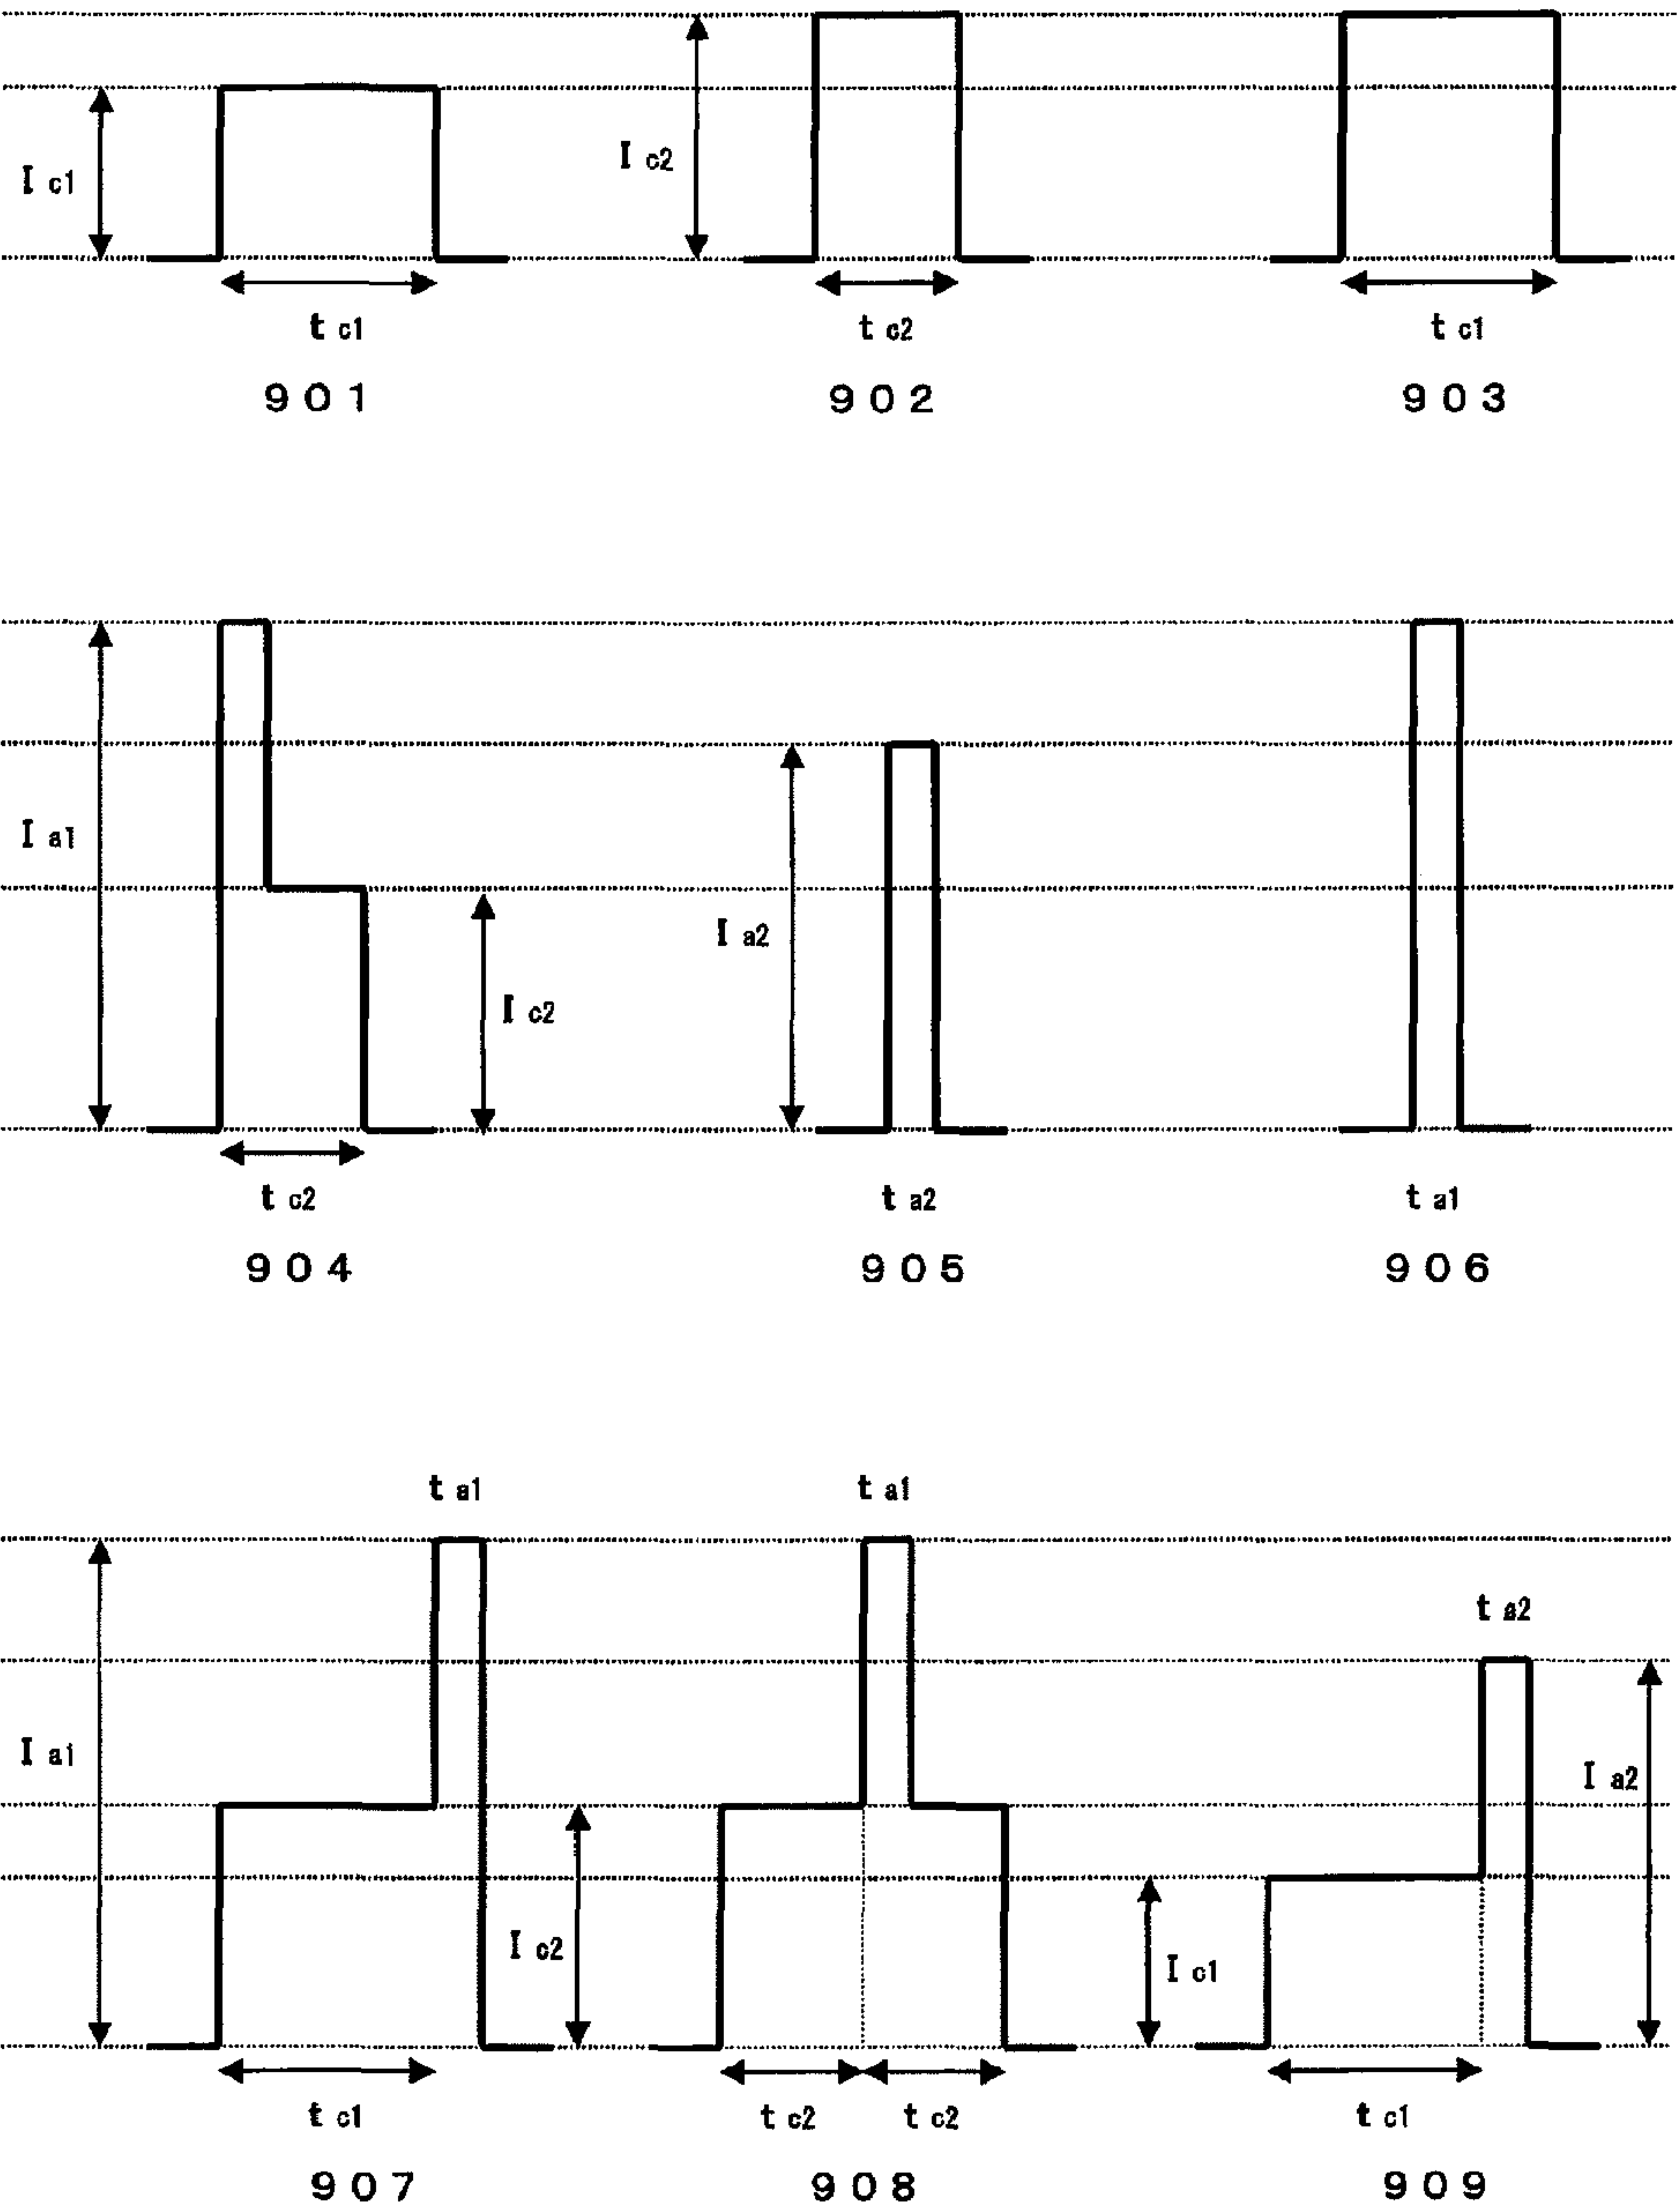 I c1
I c2
t c1
t c2
t c1
901
902
903
I a1
I a2
I c2
t c2
t a2
t a1
904
905
906
t a1
t a1
t a2
I a1
I a2
I c2
I c1
t c1
t c2
t c2
t c1
907
908
909